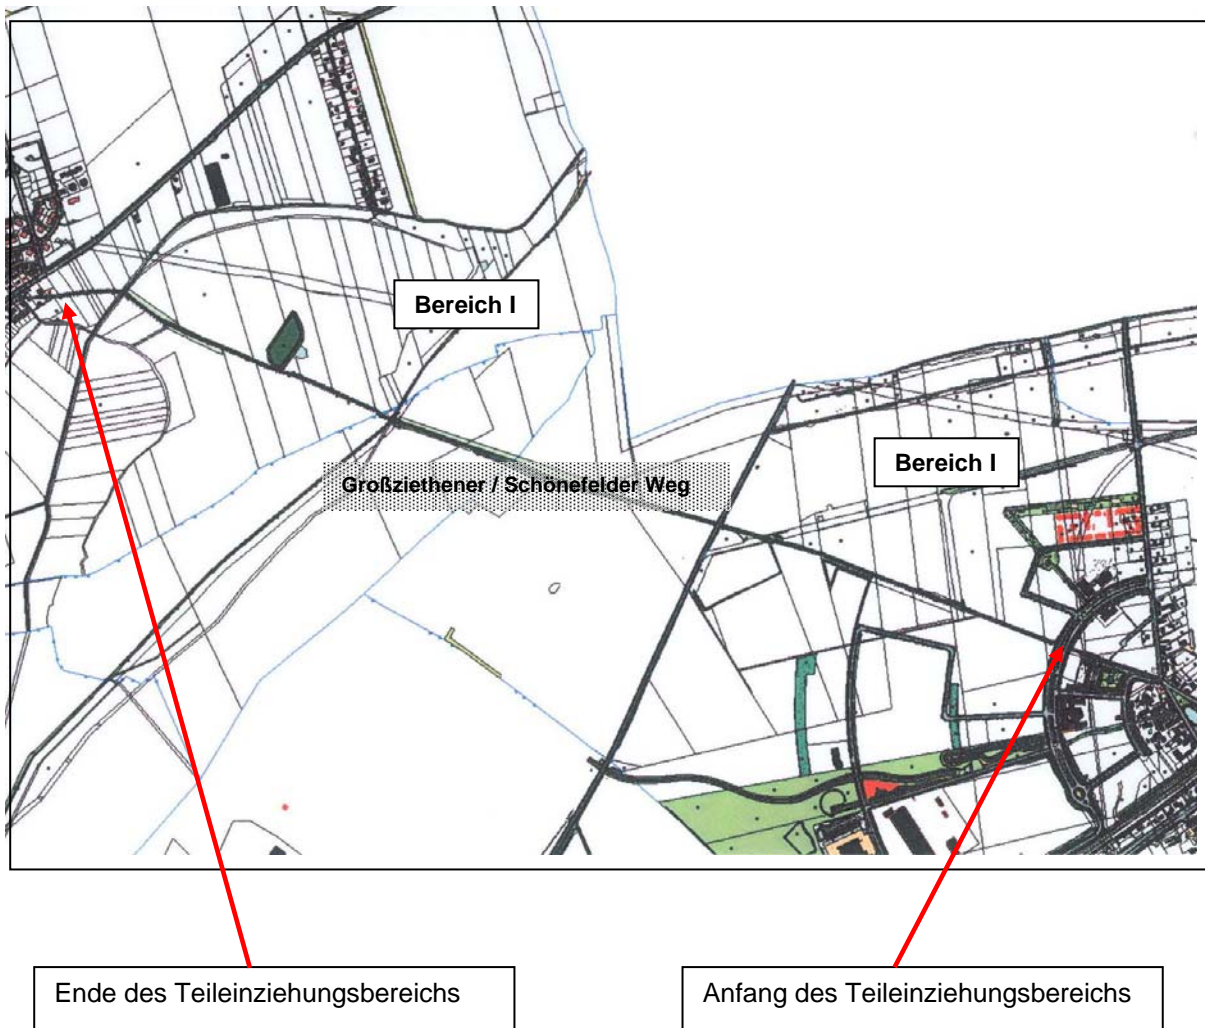 Bereich I
Bereich I
Großziethener / Schönefelder Weg
Ende des Teileinziehungsbereichs
Anfang des Teileinziehungsbereichs